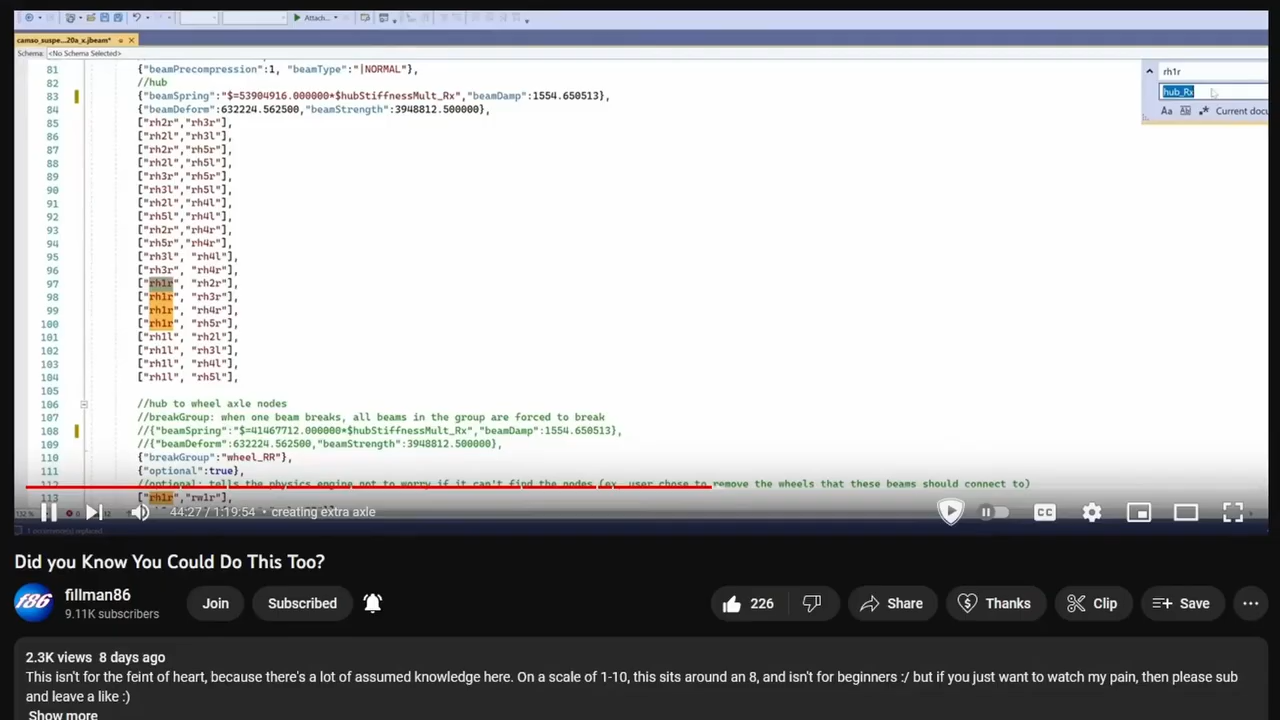 Attach...
camso_suspe...20a_x.jbeam*
Schema: <No Schema Selected>
81 {"beamPrecompression":1, "beamType":"|NORMAL"},
82 //hub
83 {"beamSpring":"$=53904916.000000*$hubStiffnessMult_Rx","beamDamp":1554.650513},
84 {"beamDeform":632224.562500,"beamStrength":3948812.500000},
85 ["rh2r","rh3r"],
86 ["rh2l","rh3l"],
87 ["rh2r","rh5r"],
88 ["rh2l","rh5l"],
89 ["rh3r","rh5r"],
90 ["rh3l","rh5l"],
91 ["rh2l","rh4l"],
92 ["rh5l","rh4l"],
93 ["rh2r","rh4r"],
94 ["rh5r","rh4r"],
95 ["rh3l", "rh4l"],
96 ["rh3r", "rh4r"],
97 ["rh1r", "rh2r"],
98 ["rh1r", "rh3r"],
99 ["rh1r", "rh4r"],
100 ["rh1r", "rh5r"],
101 ["rh1l", "rh2l"],
102 ["rh1l", "rh3l"],
103 ["rh1l", "rh4l"],
104 ["rh1l", "rh5l"],
105
106 //hub to wheel axle nodes
107 //breakGroup: when one beam breaks, all beams in the group are forced to break
108 //{"beamSpring":"$=41467712.000000*$hubStiffnessMult_Rx","beamDamp":1554.650513},
109 //{"beamDeform":632224.562500,"beamStrength":3948812.500000},
110 {"breakGroup":"wheel_RR"},
111 {"optional":true},
112 //optional: tells the physics engine not to worry if it can't find the nodes (ex. user chose to remove the wheels that these beams should connect to)
113 ["rh1r","rw1r"],
rh1r
hub_Rx
Aa Current docu
44:27 / 1:19:54 • creating extra axle
CC
Did you Know You Could Do This Too?
f86
fillman86
9.11K subscribers
Join
Subscribed
226
Share
Thanks
Clip
Save
2.3K views 8 days ago
This isn't for the feint of heart, because there's a lot of assumed knowledge here. On a scale of 1-10, this sits around an 8, and isn't for beginners :/ but if you just want to watch my pain, then please sub
and leave a like :)
Show more